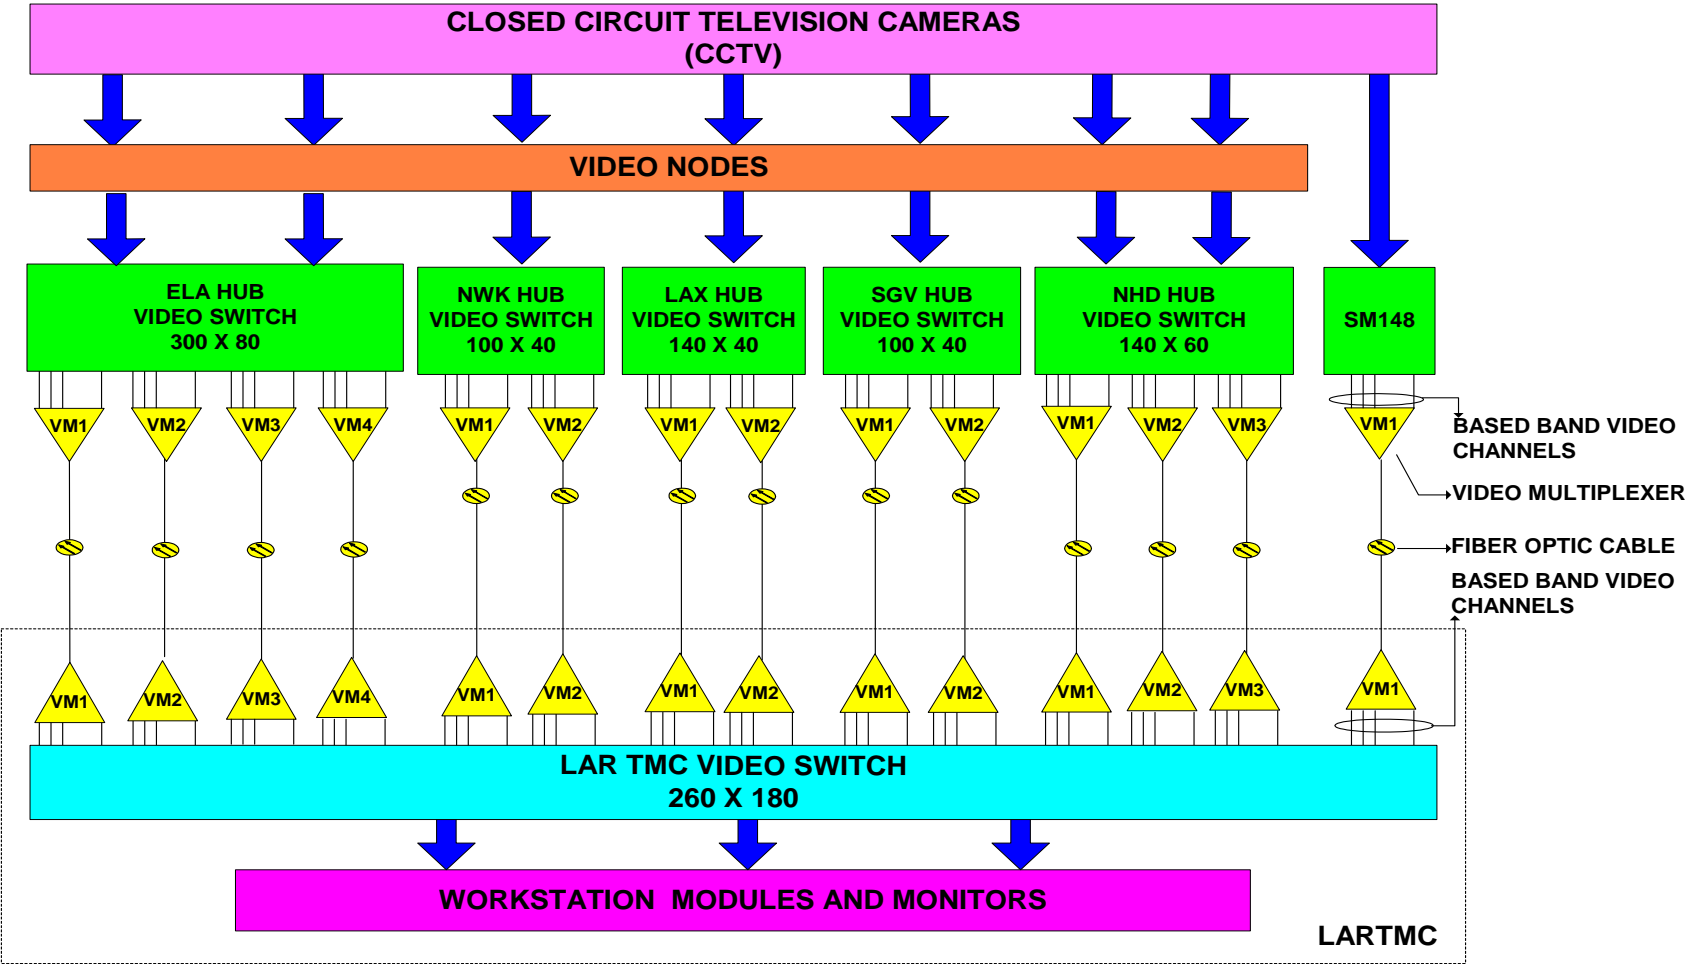 CLOSED CIRCUIT TELEVISION CAMERAS
(CCTV)
VIDEO NODES
ELA HUB
VIDEO SWITCH
300 X 80
NWK HUB
VIDEO SWITCH
100 X 40
LAX HUB
VIDEO SWITCH
140 X 40
SGV HUB
VIDEO SWITCH
100 X 40
NHD HUB
VIDEO SWITCH
140 X 60
SM148
VM1
VM2
VM3
VM4
VM1
VM2
VM1
VM2
VM1
VM2
VM1
VM2
VM3
VM1
BASED BAND VIDEO
CHANNELS
VIDEO MULTIPLEXER
FIBER OPTIC CABLE
BASED BAND VIDEO
CHANNELS
VM1
VM2
VM3
VM4
VM1
VM2
VM1
VM2
VM1
VM2
VM1
VM2
VM3
VM1
LAR TMC VIDEO SWITCH
260 X 180
WORKSTATION MODULES AND MONITORS
LARTMC